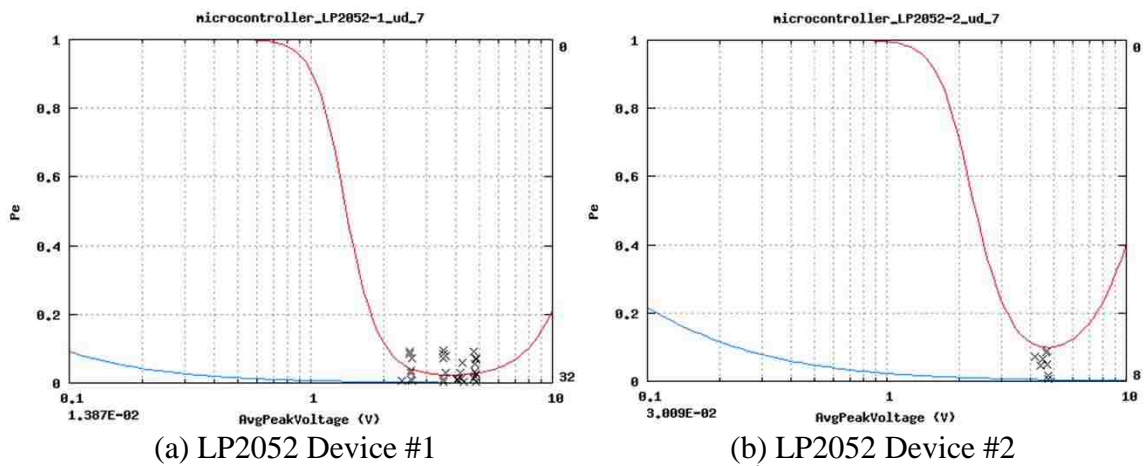 microcontroller_LP2052-1_ud_7
1
0.8
0.6
0.4
0.2
0
Pe
0
32
0.1
1
10
1.387E-02
AvgPeakVoltage (V)
(a) LP2052 Device #1
microcontroller_LP2052-2_ud_7
1
0.8
0.6
0.4
0.2
0
Pe
0
8
0.1
1
10
3.009E-02
AvgPeakVoltage (V)
(b) LP2052 Device #2